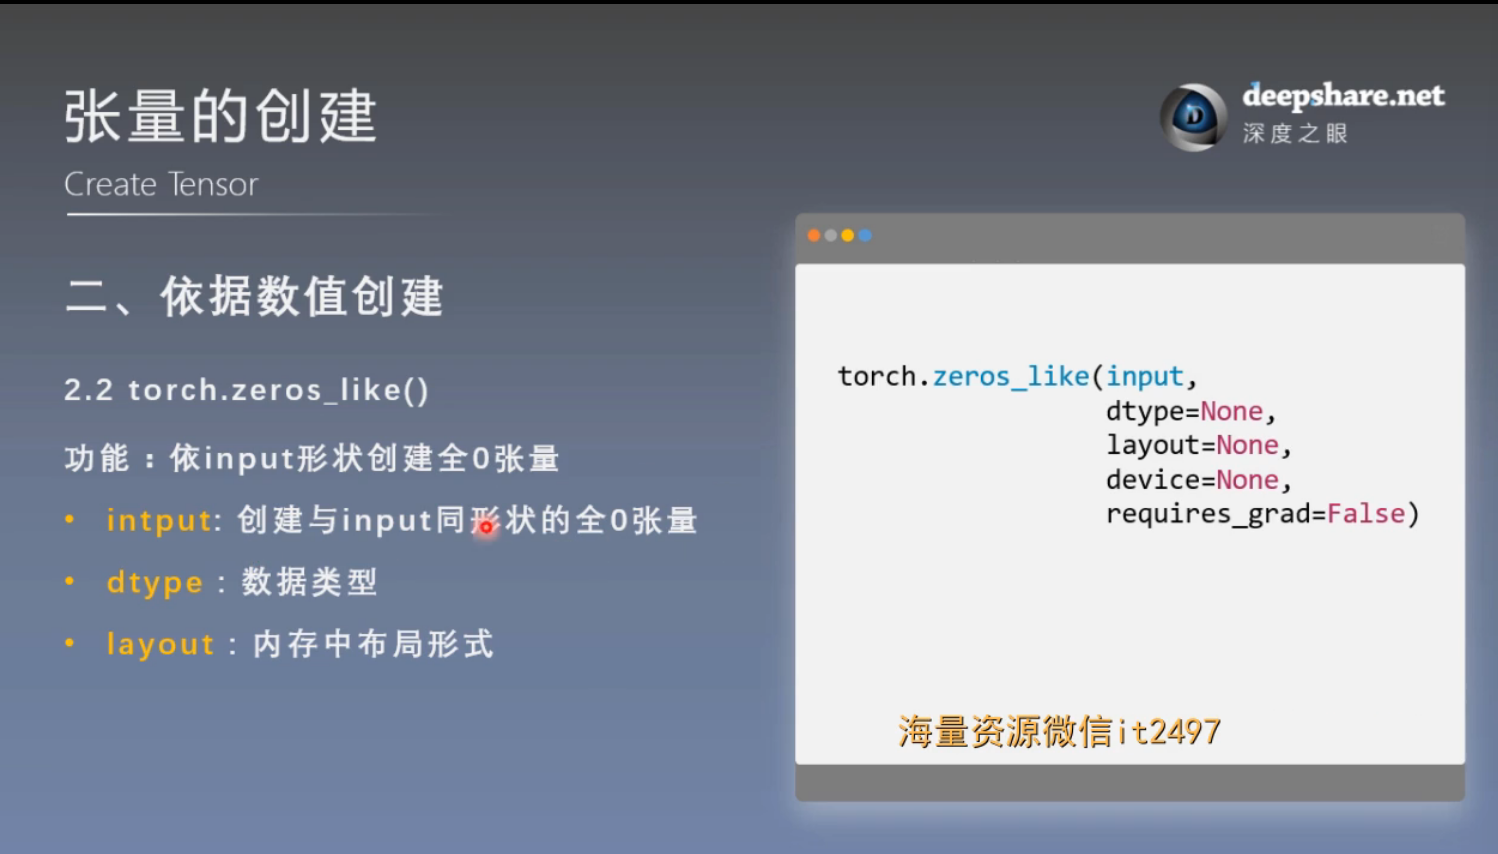 张量的创建
Create Tensor
deepshare.net
深度之眼
二、依据数值创建
2.2 torch.zeros_like()
功能：依input形状创建全0张量
• intput: 创建与input同形状的全0张量
• dtype：数据类型
• layout：内存中布局形式
torch.zeros_like(input,
dtype=None,
layout=None,
device=None,
requires_grad=False)
海量资源微信it2497